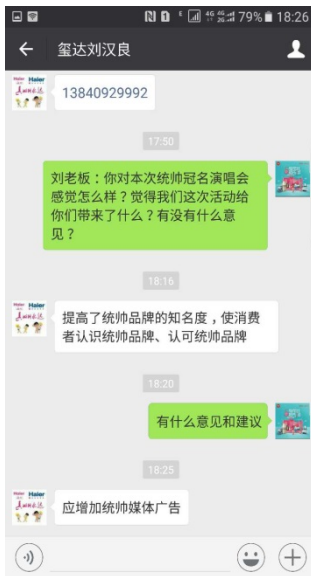 79% 18:26
玺达刘汉良
Haier
13840929992
17:50
刘老板：你对本次统帅冠名演唱会
感觉怎么样？觉得我们这次活动给
你们带来了什么？有没有什么意
见？
18:16
Haier
提高了统帅品牌的知名度，使消费
者认识统帅品牌、认可统帅品牌
18:20
有什么意见和建议
18:25
Haier
应增加统帅媒体广告